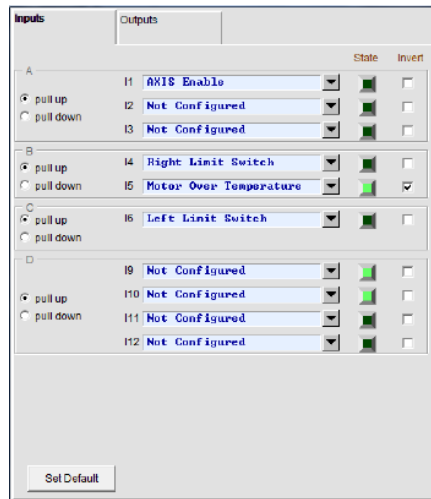 Inputs
Outputs
State Invert
A
I1 AXIS Enable
pull up
I2 Not Configured
pull down
I3 Not Configured
B
I4 Right Limit Switch
pull up
pull down
I5 Motor Over Temperature
C
pull up
I6 Left Limit Switch
pull down
D
I9 Not Configured
pull up
I10 Not Configured
pull down
I11 Not Configured
I12 Not Configured
Set Default